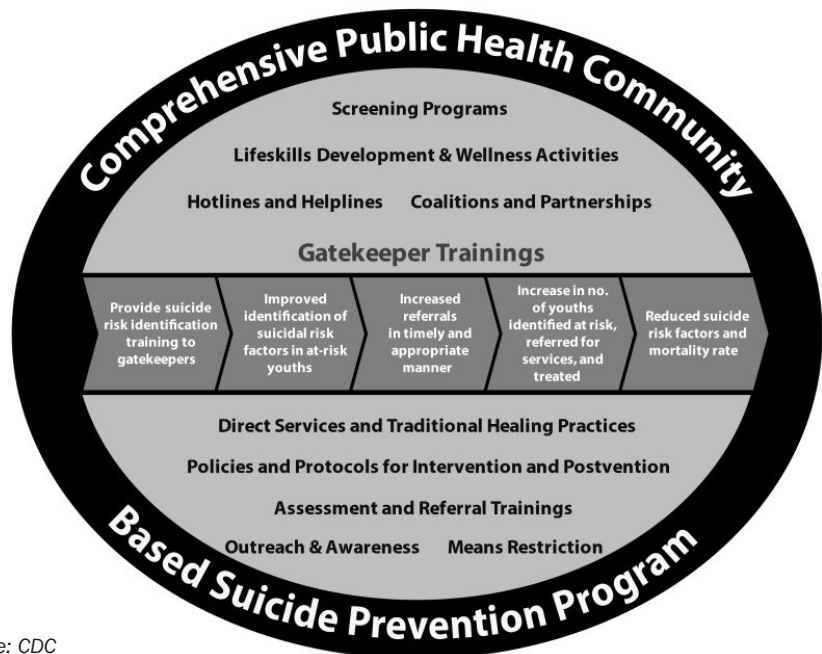 Comprehensive Public Health Community
Screening Programs
Lifeskills Development & Wellness Activities
Hotlines and Helplines
Coalitions and Partnerships
Gatekeeper Trainings
Provide suicide
risk identification
training to
gatekeepers
Improved
identification of
suicidal risk
factors in at-risk
youths
Increased
referrals
in timely and
appropriate
manner
Increase in no.
of youths
identified at risk,
referred for
services, and
treated
Reduced suicide
risk factors and
mortality rate
Direct Services and Traditional Healing Practices
Policies and Protocols for Intervention and Postvention
Assessment and Referral Trainings
Outreach & Awareness
Means Restriction
Based Suicide Prevention Program
e: CDC